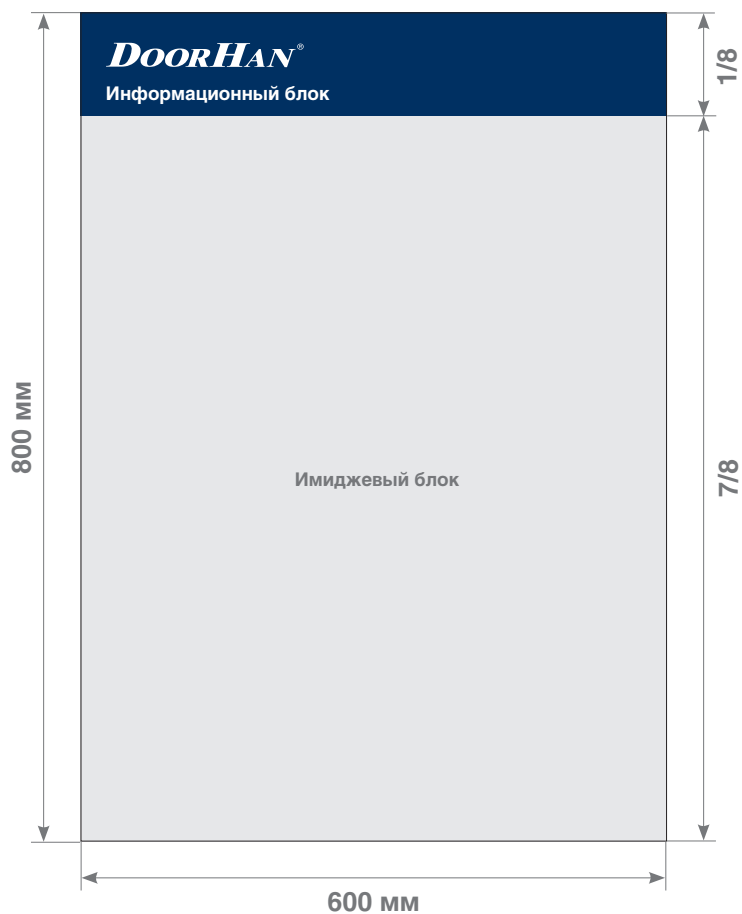 DOORHAN®
Информационный блок
1/8
800 мм
Имиджевый блок
7/8
600 мм